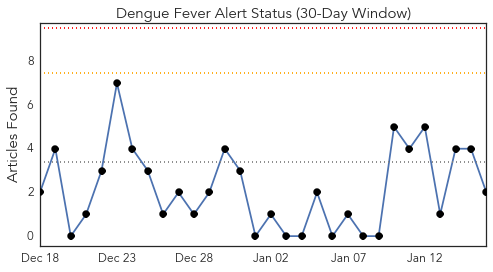 Dengue Fever Alert Status (30-Day Window)
Articles Found
8
6
4
2
0
Dec 18 Dec 23 Dec 28 Jan 02 Jan 07 Jan 12